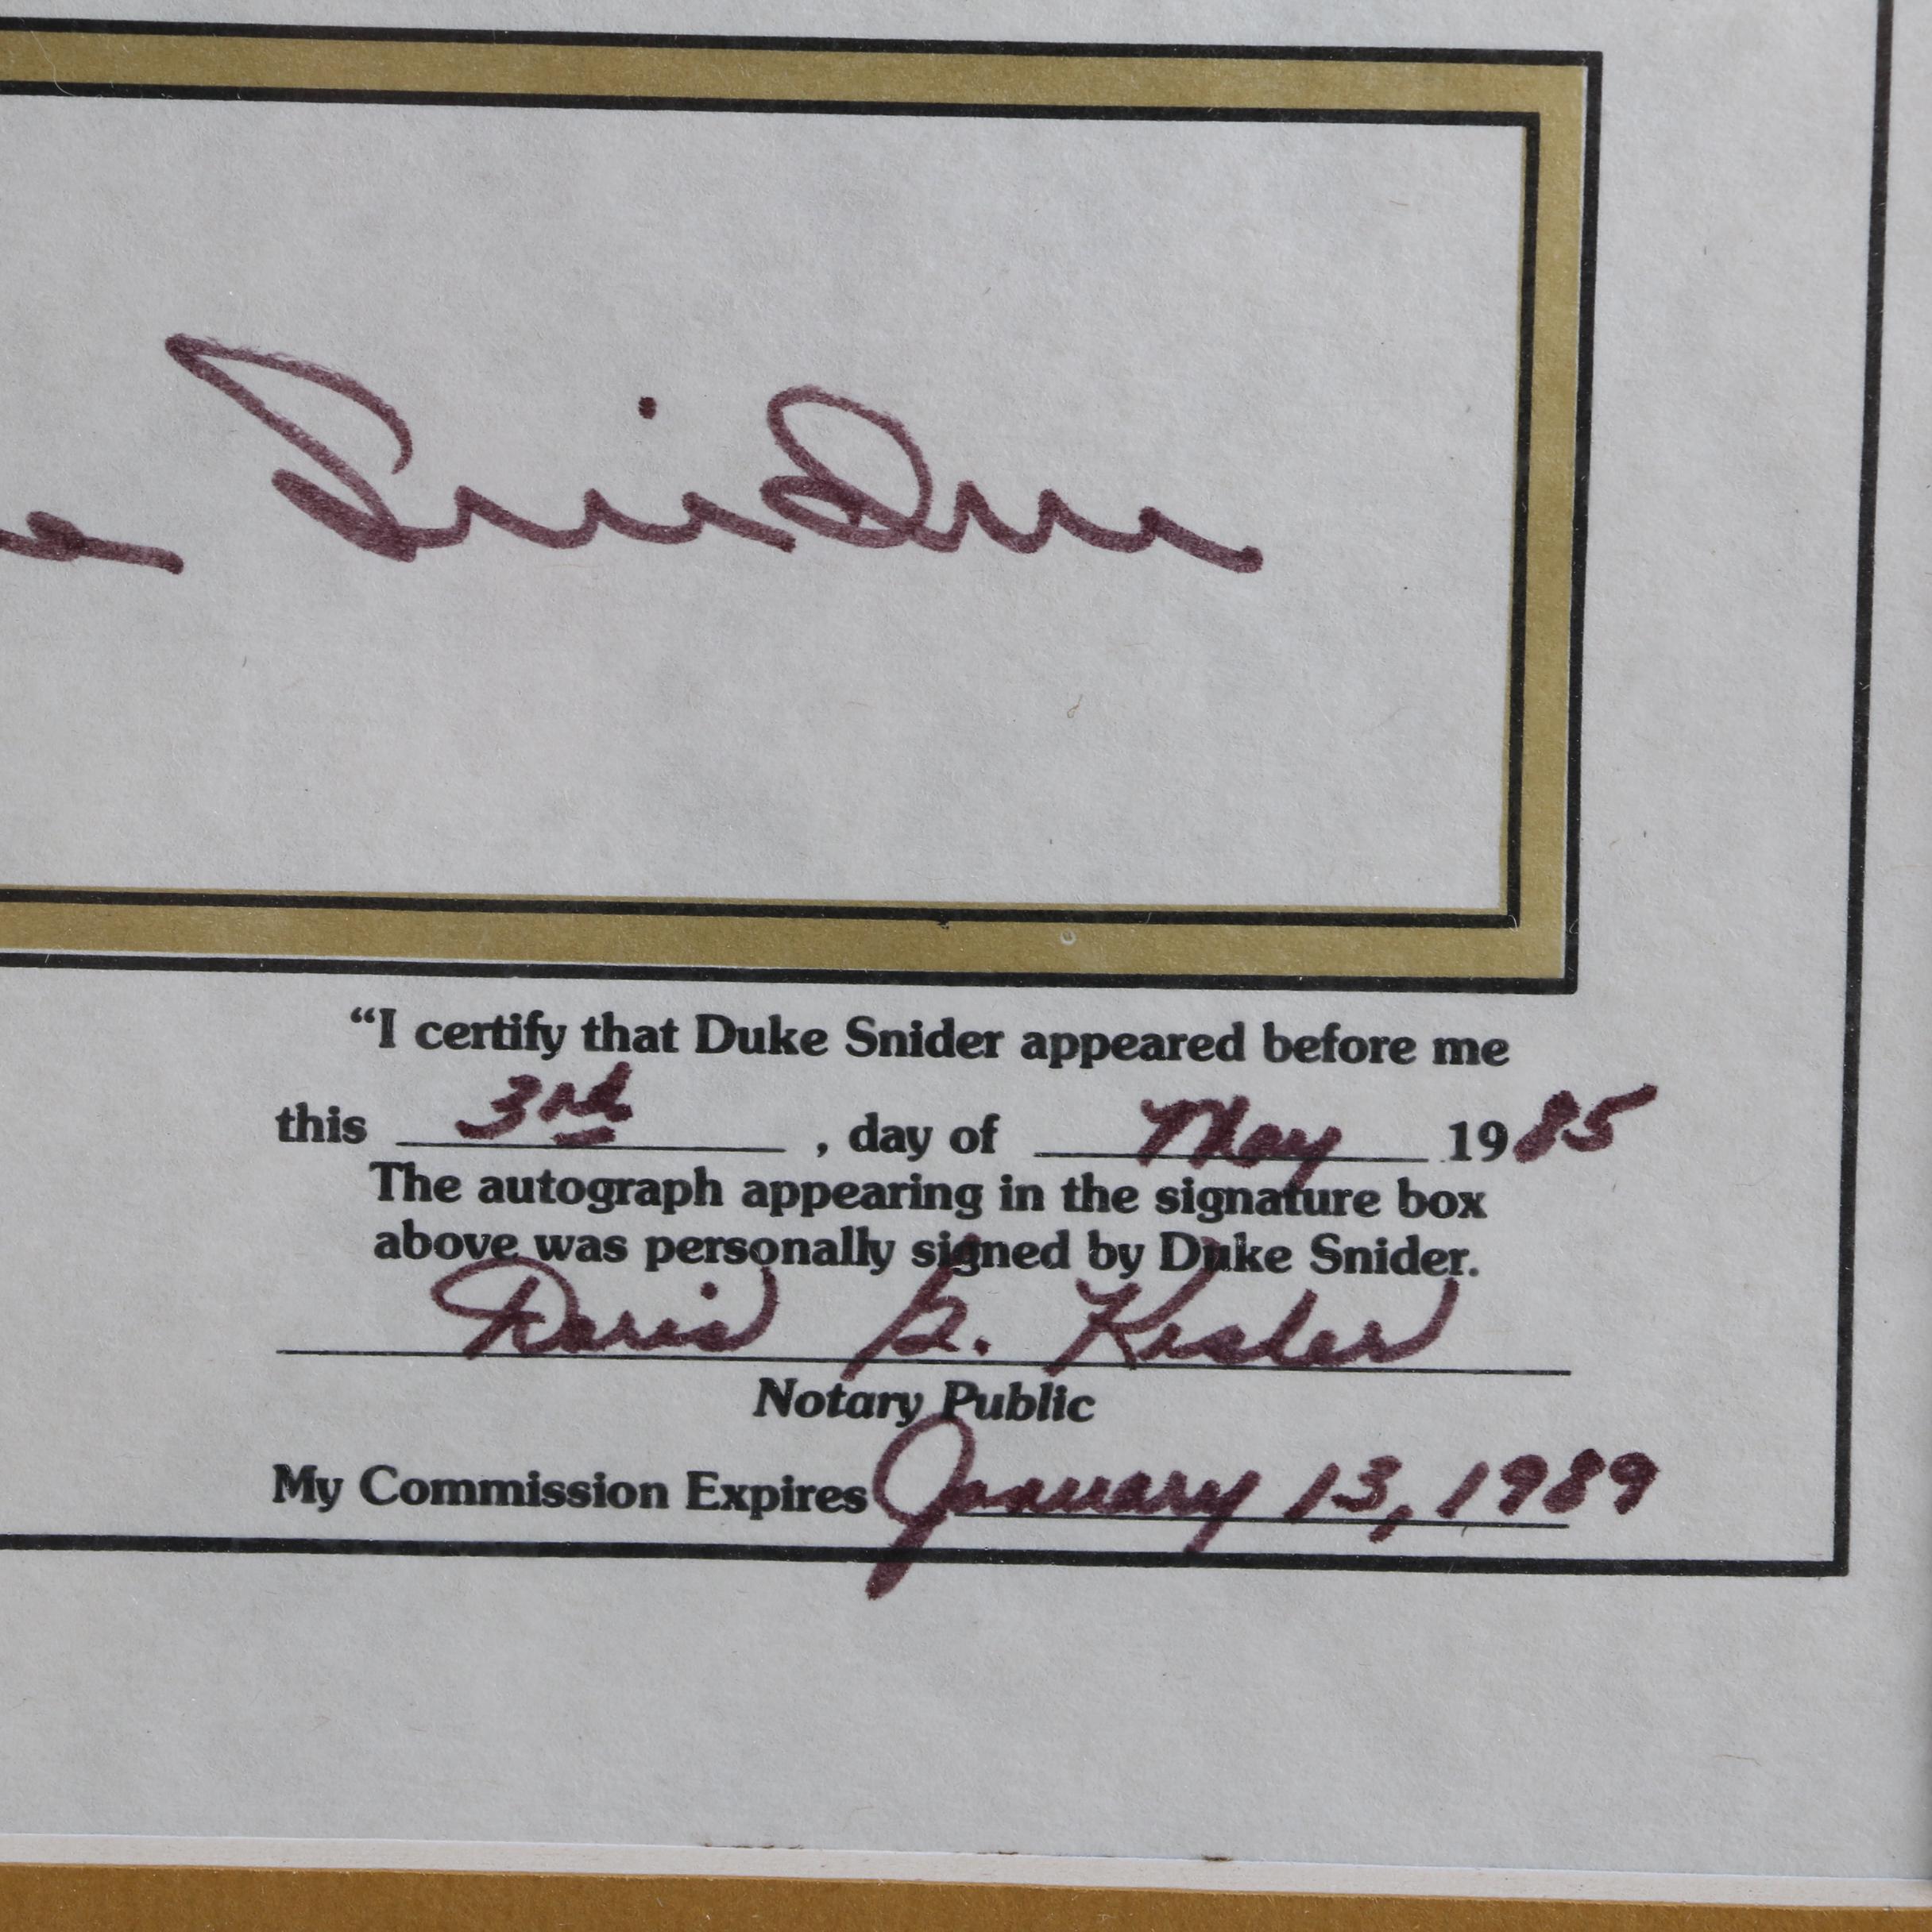 e Snider
“I certify that Duke Snider appeared before me
this 3rd , day of May 1985
The autograph appearing in the signature box
above was personally signed by Duke Snider.
Notary Public
My Commission Expires January 13, 1989